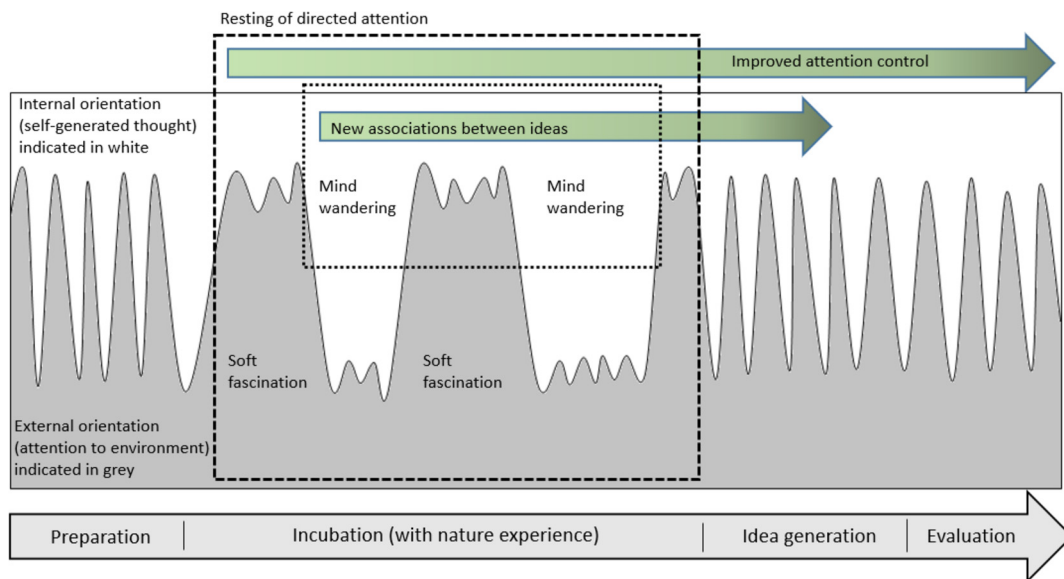 Resting of directed attention
Improved attention control
Internal orientation
(self-generated thought)
indicated in white
New associations between ideas
Mind
wandering
Mind
wandering
Soft
fascination
Soft
fascination
External orientation
(attention to environment)
indicated in grey
Preparation
Incubation (with nature experience)
Idea generation
Evaluation